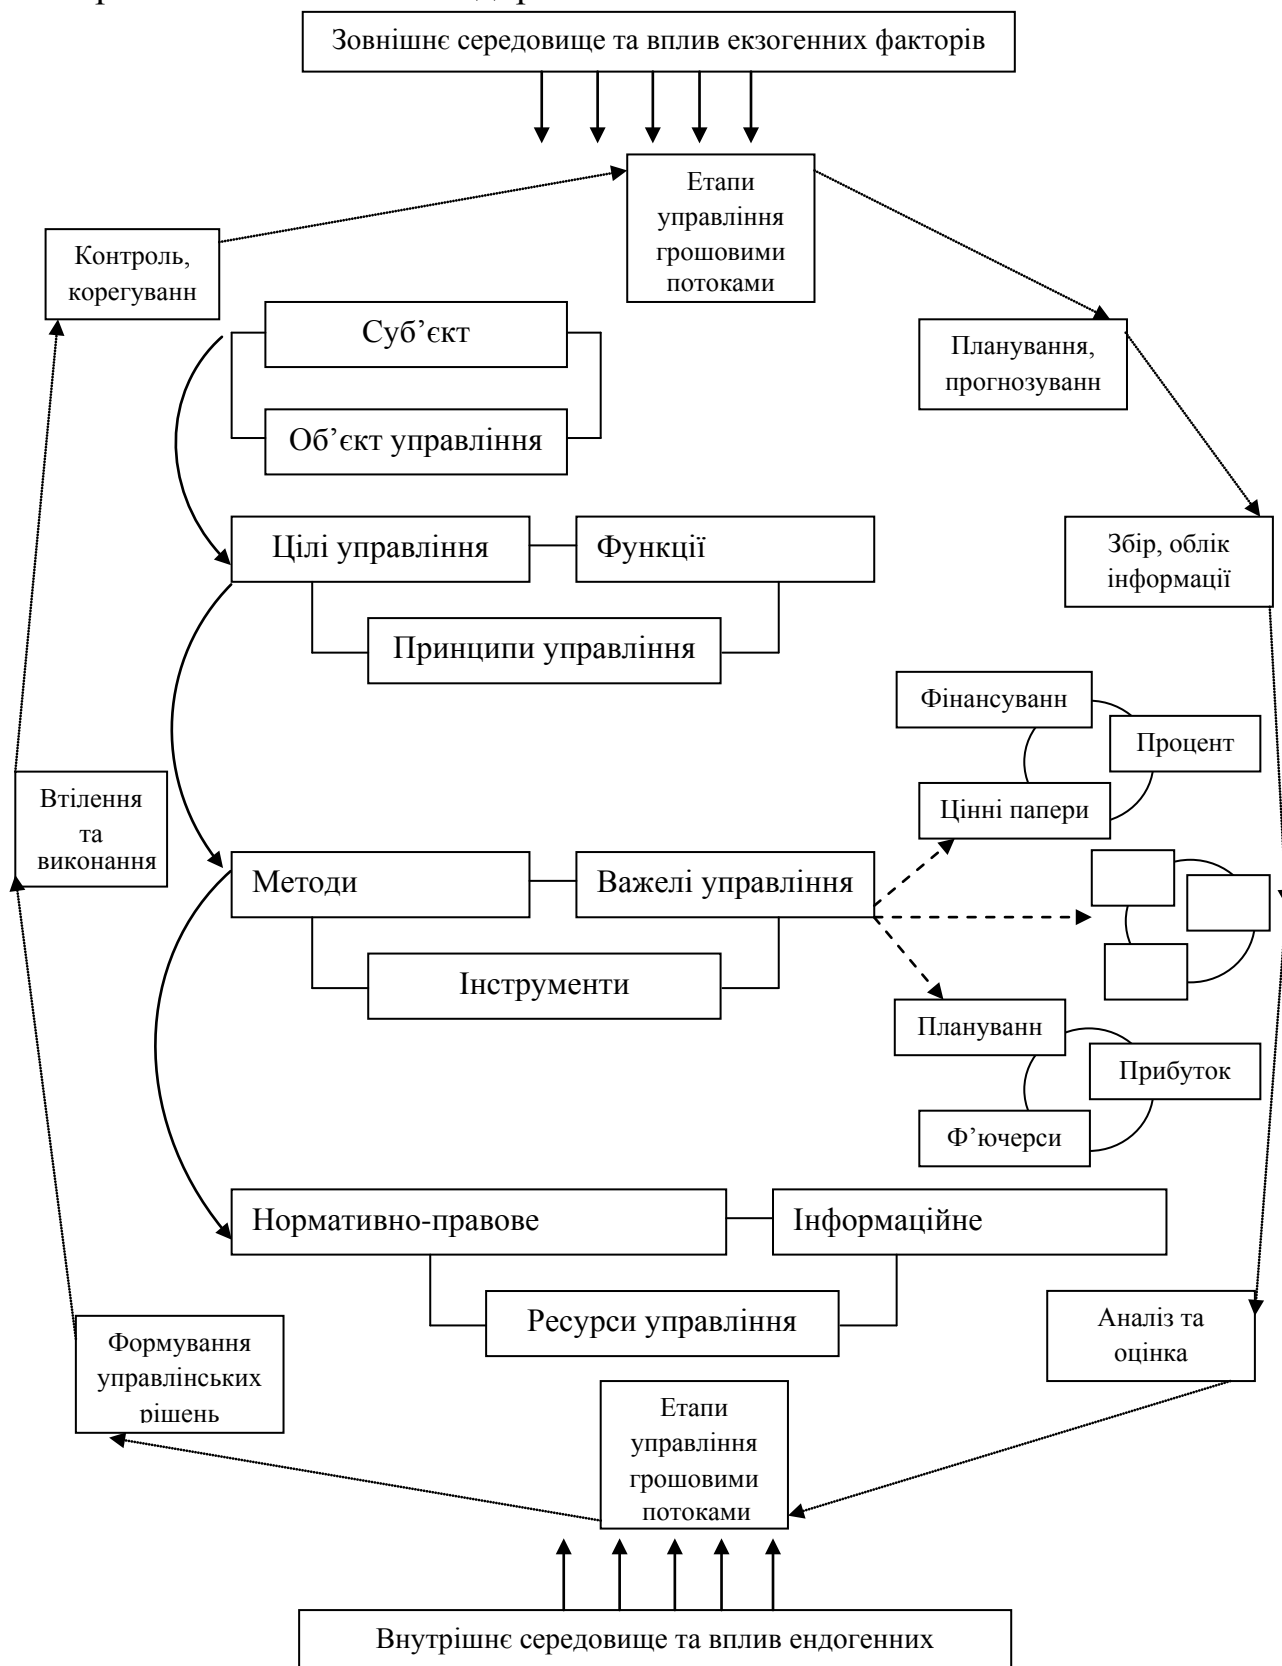 Зовнішнє середовище та вплив екзогенних факторів
Етапи
управління
грошовими
потоками
Контроль,
корегуванн
Суб’єкт
Планування,
прогнозуванн
Об’єкт управління
Цілі управління
Функції
Збір, облік
інформації
Принципи управління
Фінансуванн
Процент
Цінні папери
Втілення
та
виконання
Методи
Важелі управління
Інструменти
Плануванн
Прибуток
Ф’ючерси
Нормативно-правове
Інформаційне
Ресурси управління
Аналіз та
оцінка
Формування
управлінських
рішень
Етапи
управління
грошовими
потоками
Внутрішнє середовище та вплив ендогенних